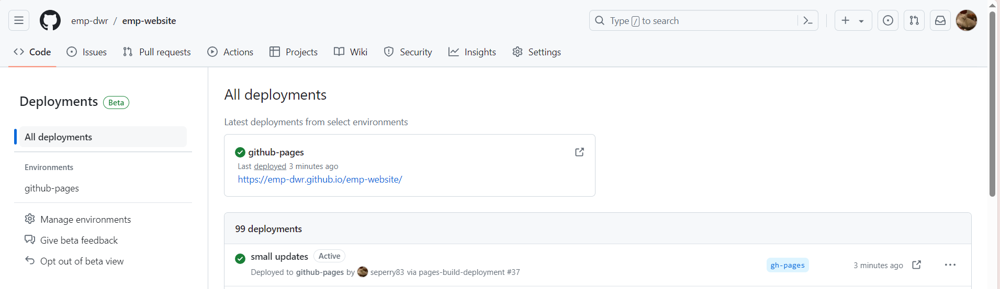 emp-dwr / emp-website
Type / to search
Code Issues Pull requests Actions Projects Wiki Security Insights Settings
Deployments Beta
All deployments
Environments
github-pages
Manage environments
Give beta feedback
Opt out of beta view
All deployments
Latest deployments from select environments
github-pages
Last deployed 3 minutes ago
https://emp-dwr.github.io/emp-website/
99 deployments
small updates Active
Deployed to github-pages by seperry83 via pages-build-deployment #37
gh-pages
3 minutes ago